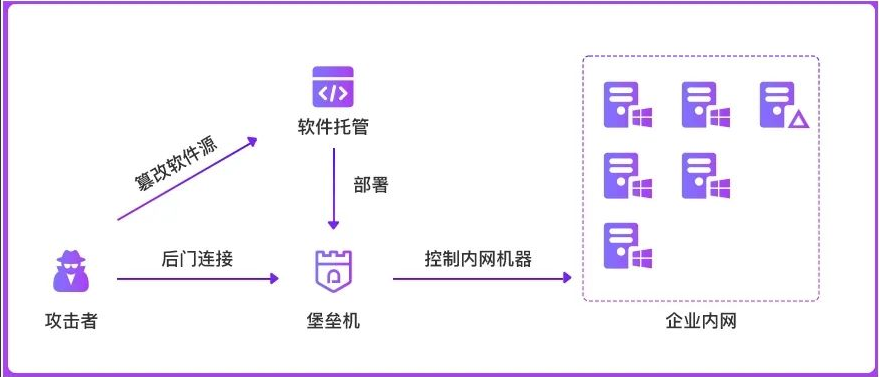 软件托管
篡改软件源
部署
后门连接
控制内网机器
攻击者
堡垒机
企业内网